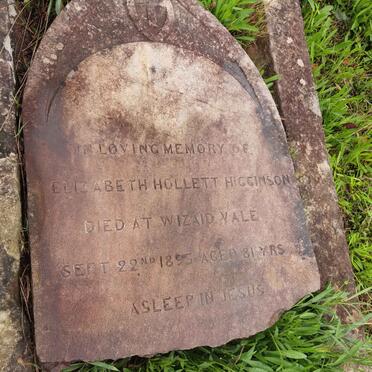 IN LOVING MEMORY OF
ELIZABETH HOLLETT HIGGINSON
DIED AT WIZAID VALE
SEPT 22ND 1895 AGED 81 YRS
ASLEEP IN JESUS